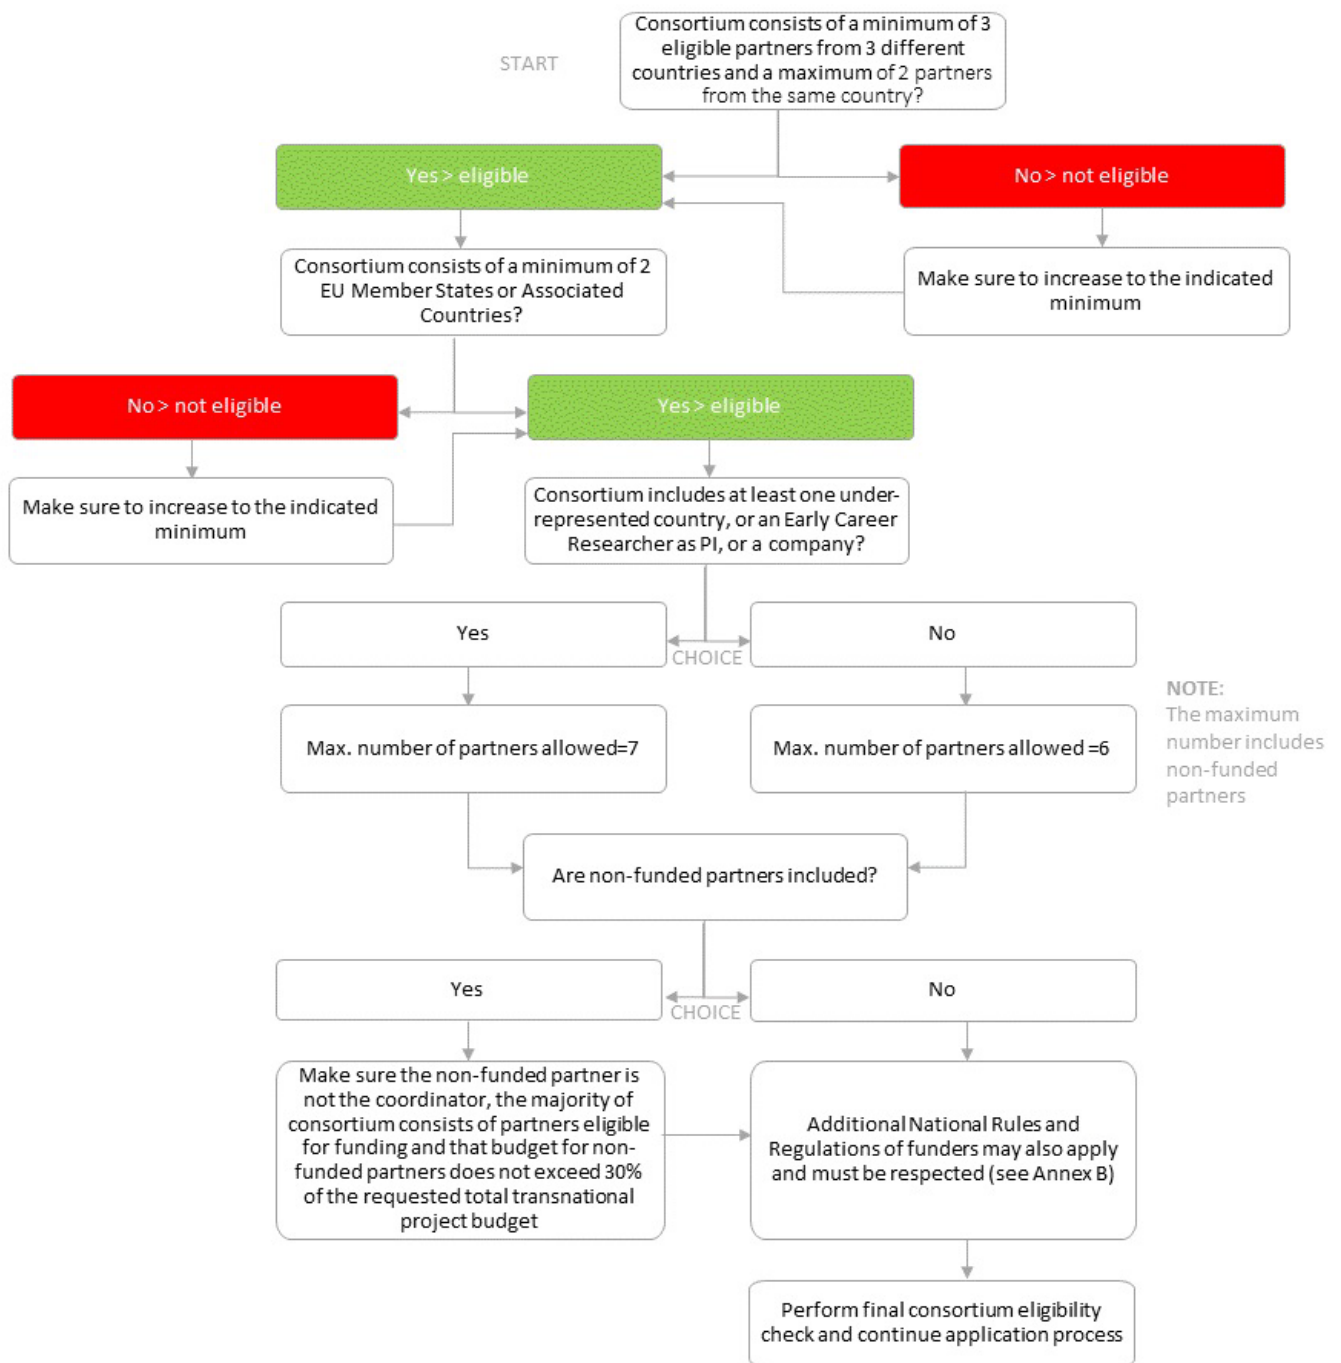 START
Consortium consists of a minimum of 3
eligible partners from 3 different
countries and a maximum of 2 partners
from the same country?
Yes > eligible
No > not eligible
Consortium consists of a minimum of 2
EU Member States or Associated
Countries?
Make sure to increase to the indicated
minimum
No > not eligible
Yes > eligible
Make sure to increase to the indicated
minimum
Consortium includes at least one under-
represented country, or an Early Career
Researcher as PI, or a company?
Yes
No
CHOICE
Max. number of partners allowed=7
Max. number of partners allowed =6
NOTE:
The maximum
number includes
non-funded
partners
Are non-funded partners included?
Yes
No
CHOICE
Make sure the non-funded partner is
not the coordinator, the majority of
consortium consists of partners eligible
for funding and that budget for non-
funded partners does not exceed 30%
of the requested total transnational
project budget
Additional National Rules and
Regulations of funders may also apply
and must be respected (see Annex B)
Perform final consortium eligibility
check and continue application process